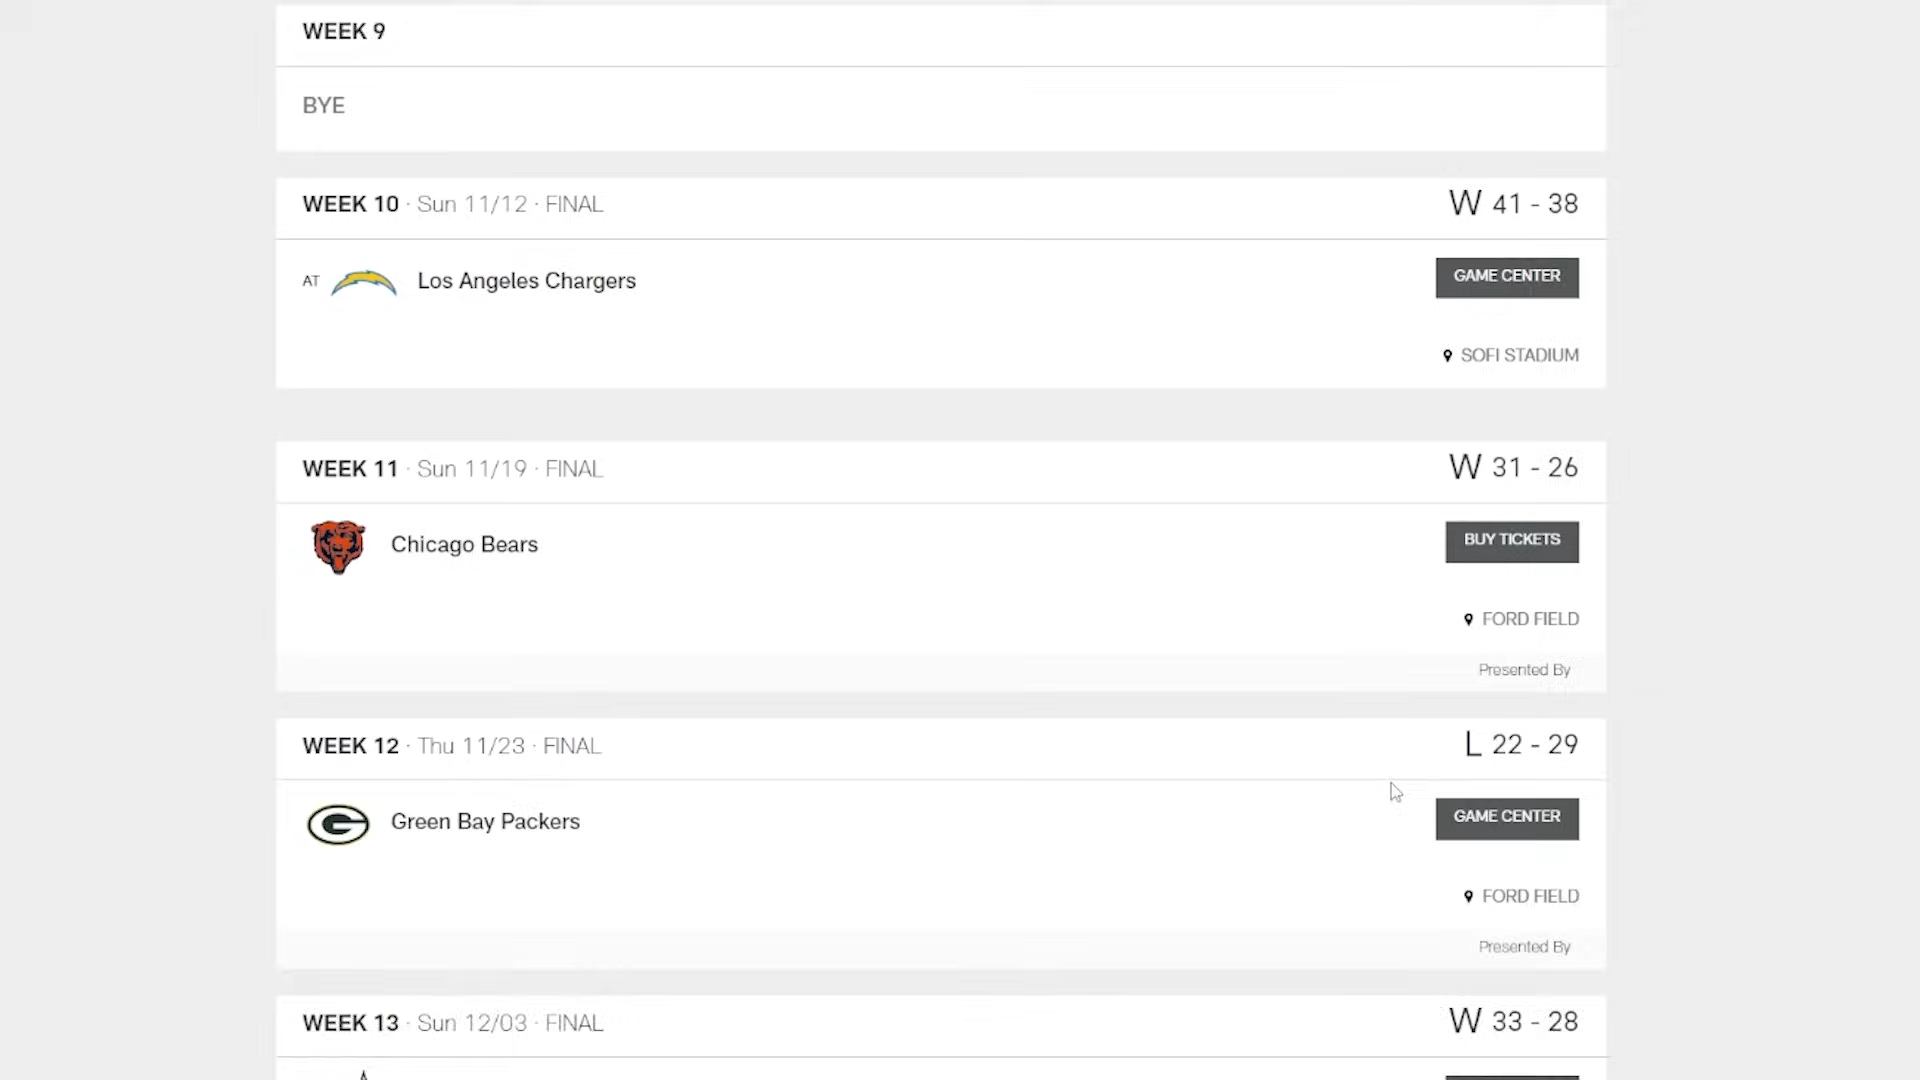 WEEK 9
BYE
WEEK 10 · Sun 11/12 · FINAL
W 41 - 38
AT Los Angeles Chargers
GAME CENTER
SOFI STADIUM
WEEK 11 · Sun 11/19 · FINAL
W 31 - 26
Chicago Bears
BUY TICKETS
FORD FIELD
Presented By
WEEK 12 · Thu 11/23 · FINAL
L 22 - 29
Green Bay Packers
GAME CENTER
FORD FIELD
Presented By
WEEK 13 · Sun 12/03 · FINAL
W 33 - 28